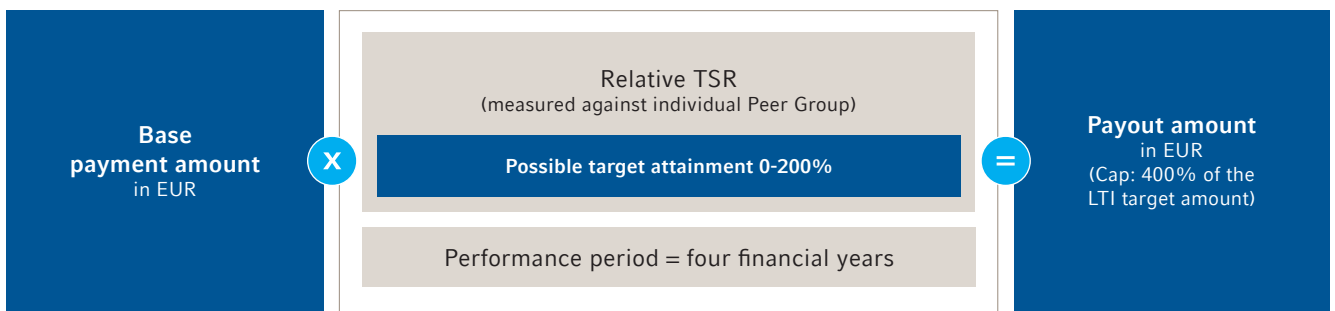 Base
payment amount
in EUR
x
Relative TSR
(measured against individual Peer Group)
Possible target attainment 0-200%
Performance period = four financial years
=
Payout amount
in EUR
(Cap: 400% of the
LTI target amount)